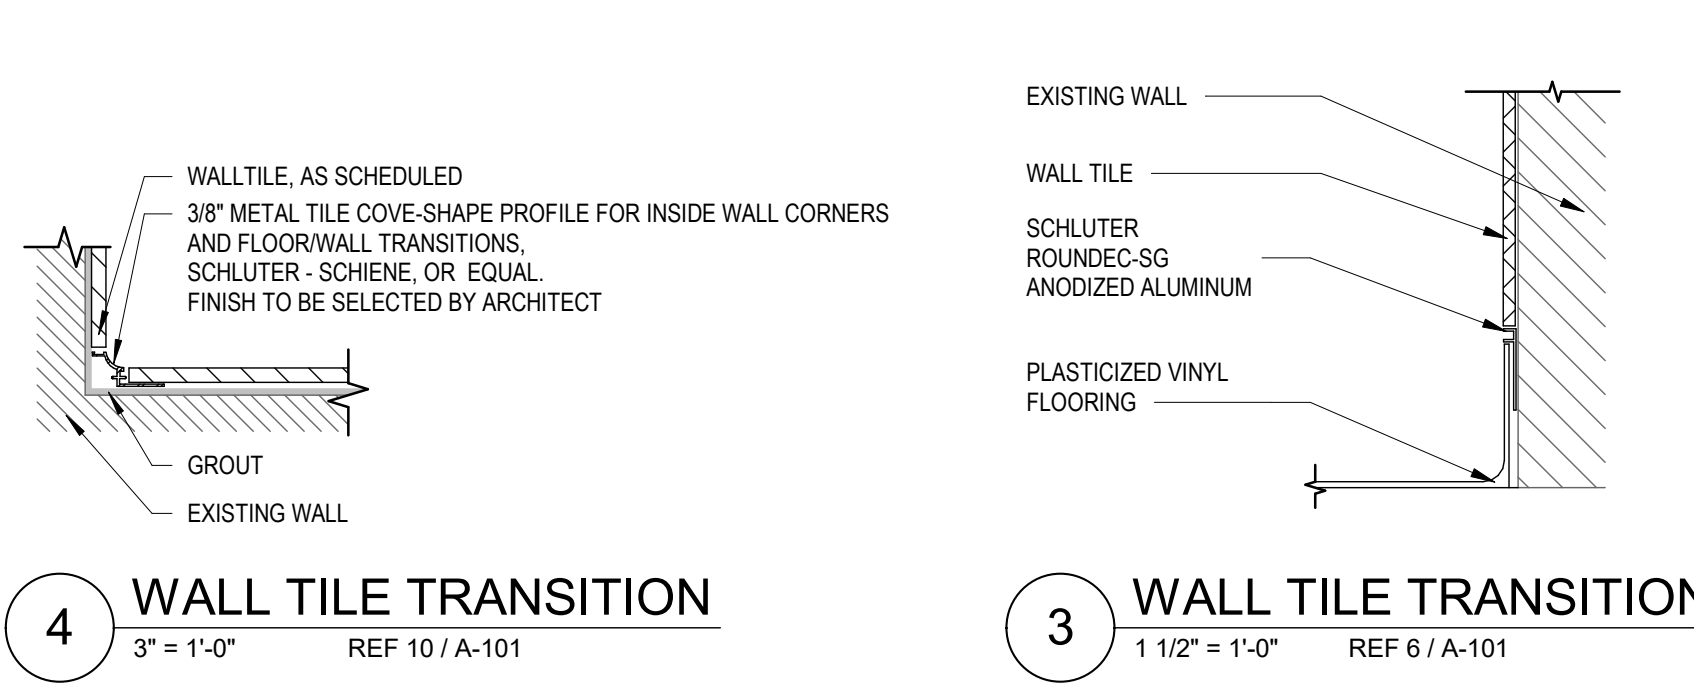 WALLTILE, AS SCHEDULED
3/8" METAL TILE COVE-SHAPE PROFILE FOR INSIDE WALL CORNERS
AND FLOOR/WALL TRANSITIONS,
SCHLUTER - SCHIENE, OR EQUAL.
FINISH TO BE SELECTED BY ARCHITECT
GROUT
EXISTING WALL
4
WALL TILE TRANSITION
3" = 1'-0" REF 10 / A-101
EXISTING WALL
WALL TILE
SCHLUTER
ROUNDEC-SG
ANODIZED ALUMINUM
PLASTICIZED VINYL
FLOORING
3
WALL TILE TRANSITION
1 1/2" = 1'-0" REF 6 / A-101